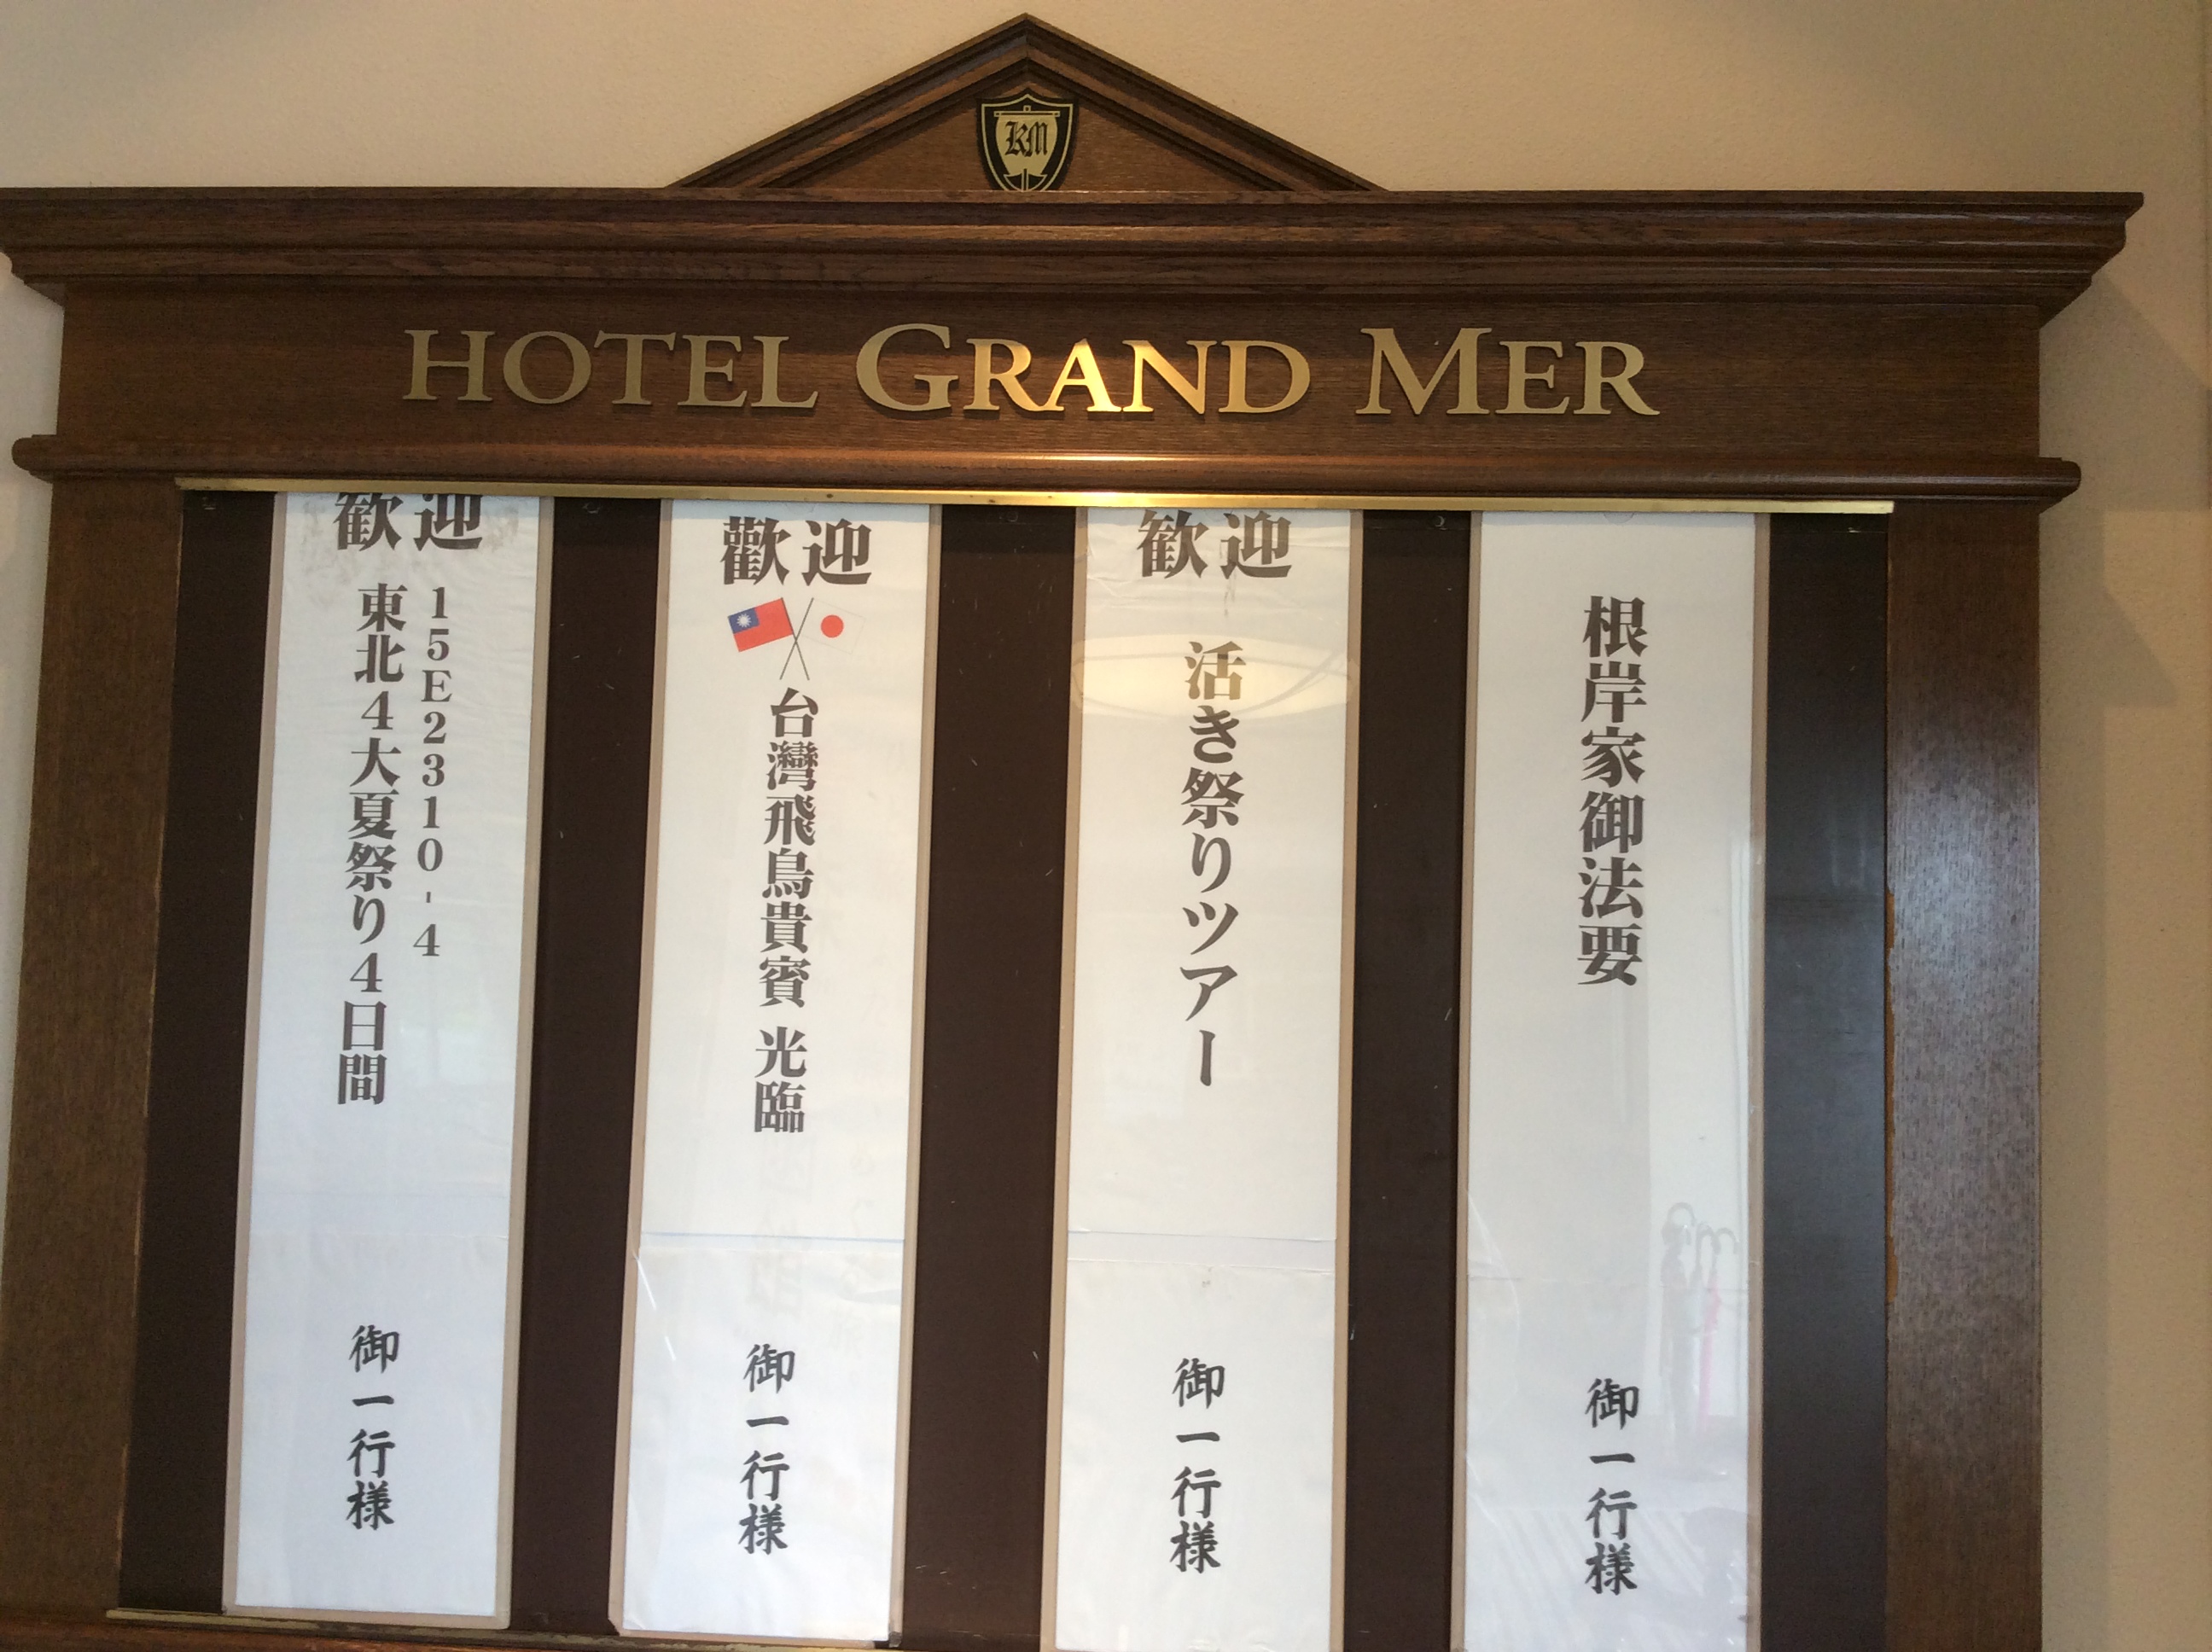 KM
HOTEL GRAND MER
根岸家御法要
御一行様
歓迎
活き祭りツアー
御一行様
歡迎
台灣飛鳥貴賓 光臨
御一行様
歓迎
15E2310-4
東北4大夏祭り4日間
御一行様